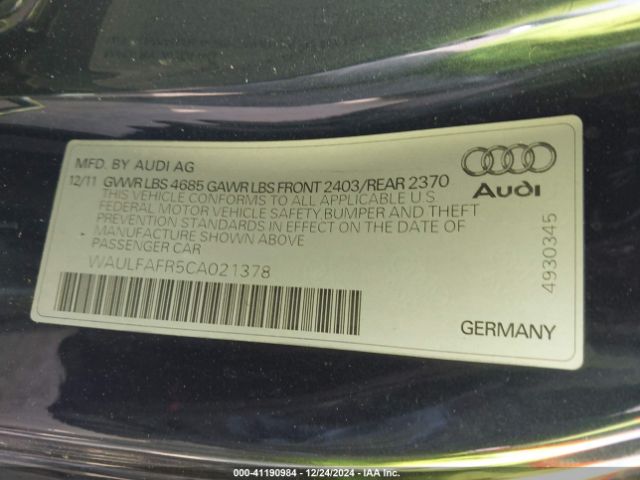 MFD. BY AUDI AG
12/11 GVWR LBS 4685 GAWR LBS FRONT 2403/REAR 2370
THIS VEHICLE CONFORMS TO ALL APPLICABLE U.S
FEDERAL MOTOR VEHICLE SAFETY, BUMPER AND THEFT
PREVENTION STANDARDS IN EFFECT ON THE DATE OF
MANUFACTURE SHOWN ABOVE.
PASSENGER CAR
WAULFAFR5CA021378
Audi
4930345
GERMANY
000-41190984 - 12/24/2024 - IAA Inc.